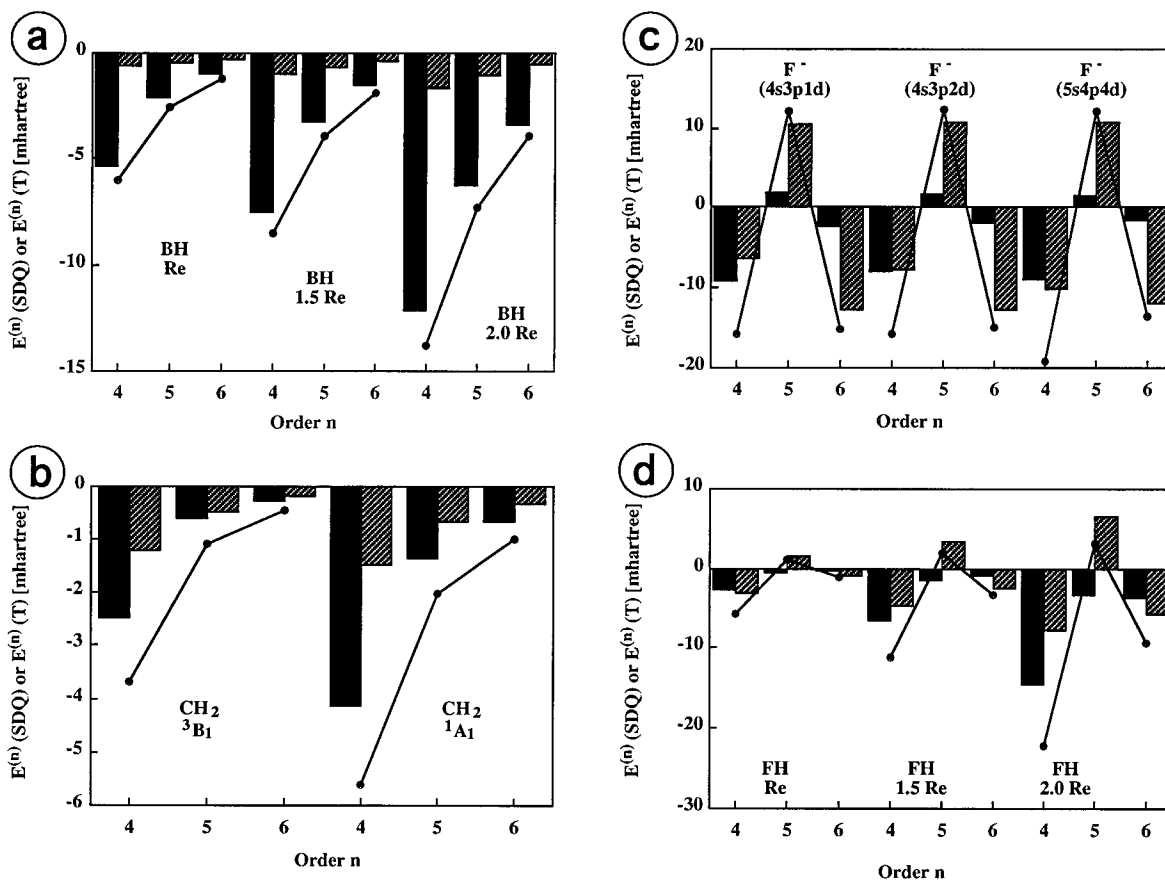 a
E(n) (SDQ) or E(n) (T) [mhartree]
0
-5
-10
-15
BH
Re
BH
1.5 Re
BH
2.0 Re
4 5 6 4 5 6 4 5 6
Order n
b
E(n) (SDQ) or E(n) (T) [mhartree]
0
-1
-2
-3
-4
-5
-6
CH2
3B1
CH2
1A1
4 5 6 4 5 6
Order n
c
E(n) (SDQ) or E(n) (T) [mhartree]
20
10
0
-10
-20
F - F - F -
(4s3p1d) (4s3p2d) (5s4p4d)
4 5 6 4 5 6 4 5 6
Order n
d
E(n) (SDQ) or E(n) (T) [mhartree]
10
0
-10
-20
-30
FH FH FH
Re 1.5 Re 2.0 Re
4 5 6 4 5 6 4 5 6
Order n